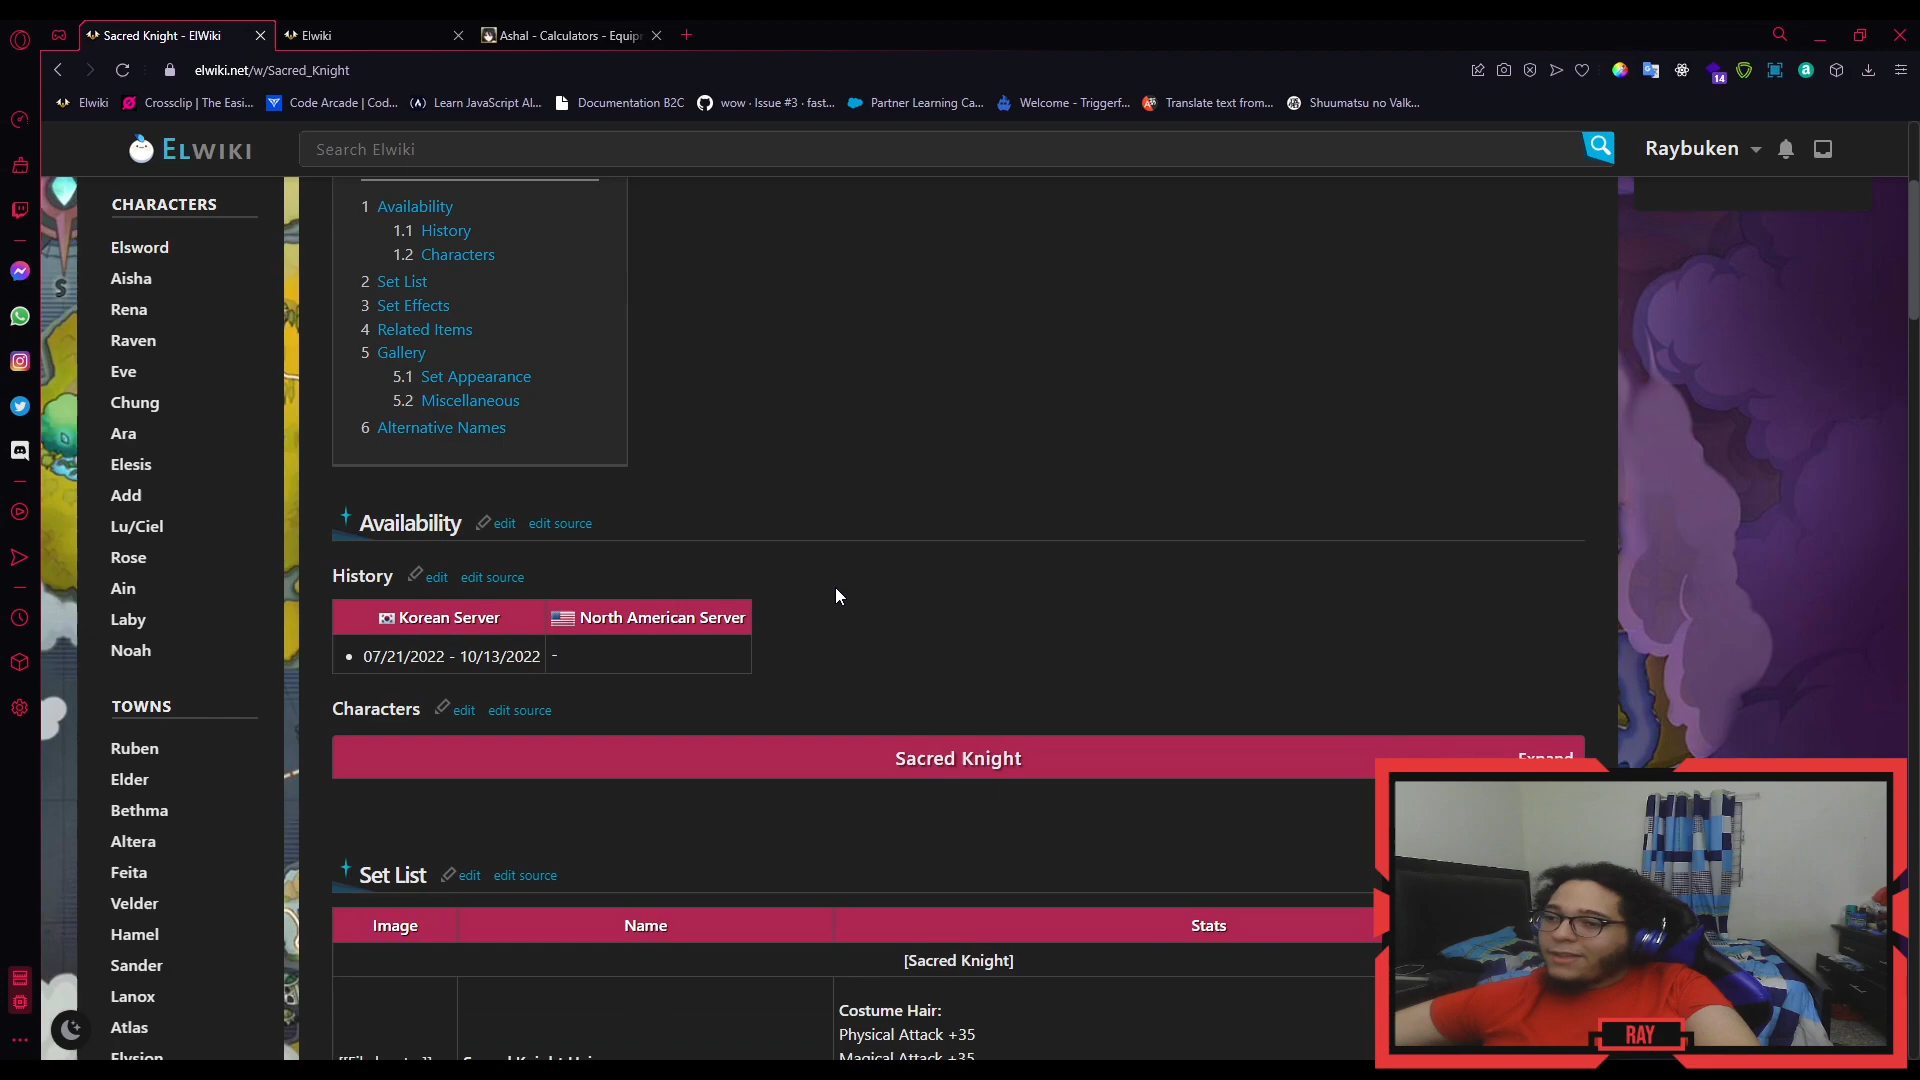 Sacred Knight - ElWiki
Elwiki
Ashal - Calculators - Equip
elwiki.net/w/Sacred_Knight
14
Elwiki
Crossclip | The Easi...
Code Arcade | Cod...
Learn JavaScript Al...
Documentation B2C
wow · Issue #3 · fast...
Partner Learning Ca...
Welcome - Triggerf...
Translate text from...
Shuumatsu no Valk...
ELWIKI
Search Elwiki
Raybuken
CHARACTERS
Elsword
Aisha
Rena
Raven
Eve
Chung
Ara
Elesis
Add
Lu/Ciel
Rose
Ain
Laby
Noah
TOWNS
Ruben
Elder
Bethma
Altera
Feita
Velder
Hamel
Sander
Lanox
Atlas
Elysion
1 Availability
1.1 History
1.2 Characters
2 Set List
3 Set Effects
4 Related Items
5 Gallery
5.1 Set Appearance
5.2 Miscellaneous
6 Alternative Names
Availability edit edit source
History edit edit source
Korean Server North American Server
• 07/21/2022 - 10/13/2022 -
Characters edit edit source
Sacred Knight Expand
Set List edit edit source
Image Name Stats
[Sacred Knight]
Costume Hair:
Physical Attack +35
Magical Attack +35
RAY